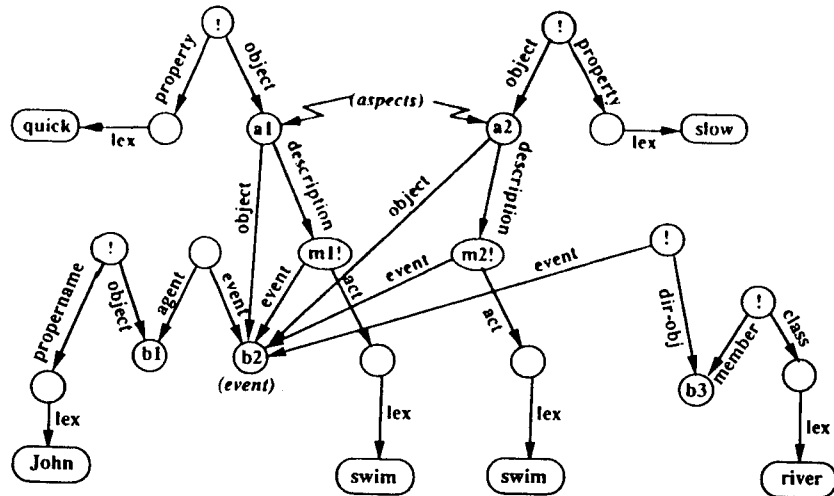 ! !
property object object property
(aspects)
quick lex a1 a2 lex slow
object description object description
! m1! m2! !
propername object agent event event act event act event dir-obj ! member class
b1 b2 b3
(event)
lex lex lex lex
John swim swim river